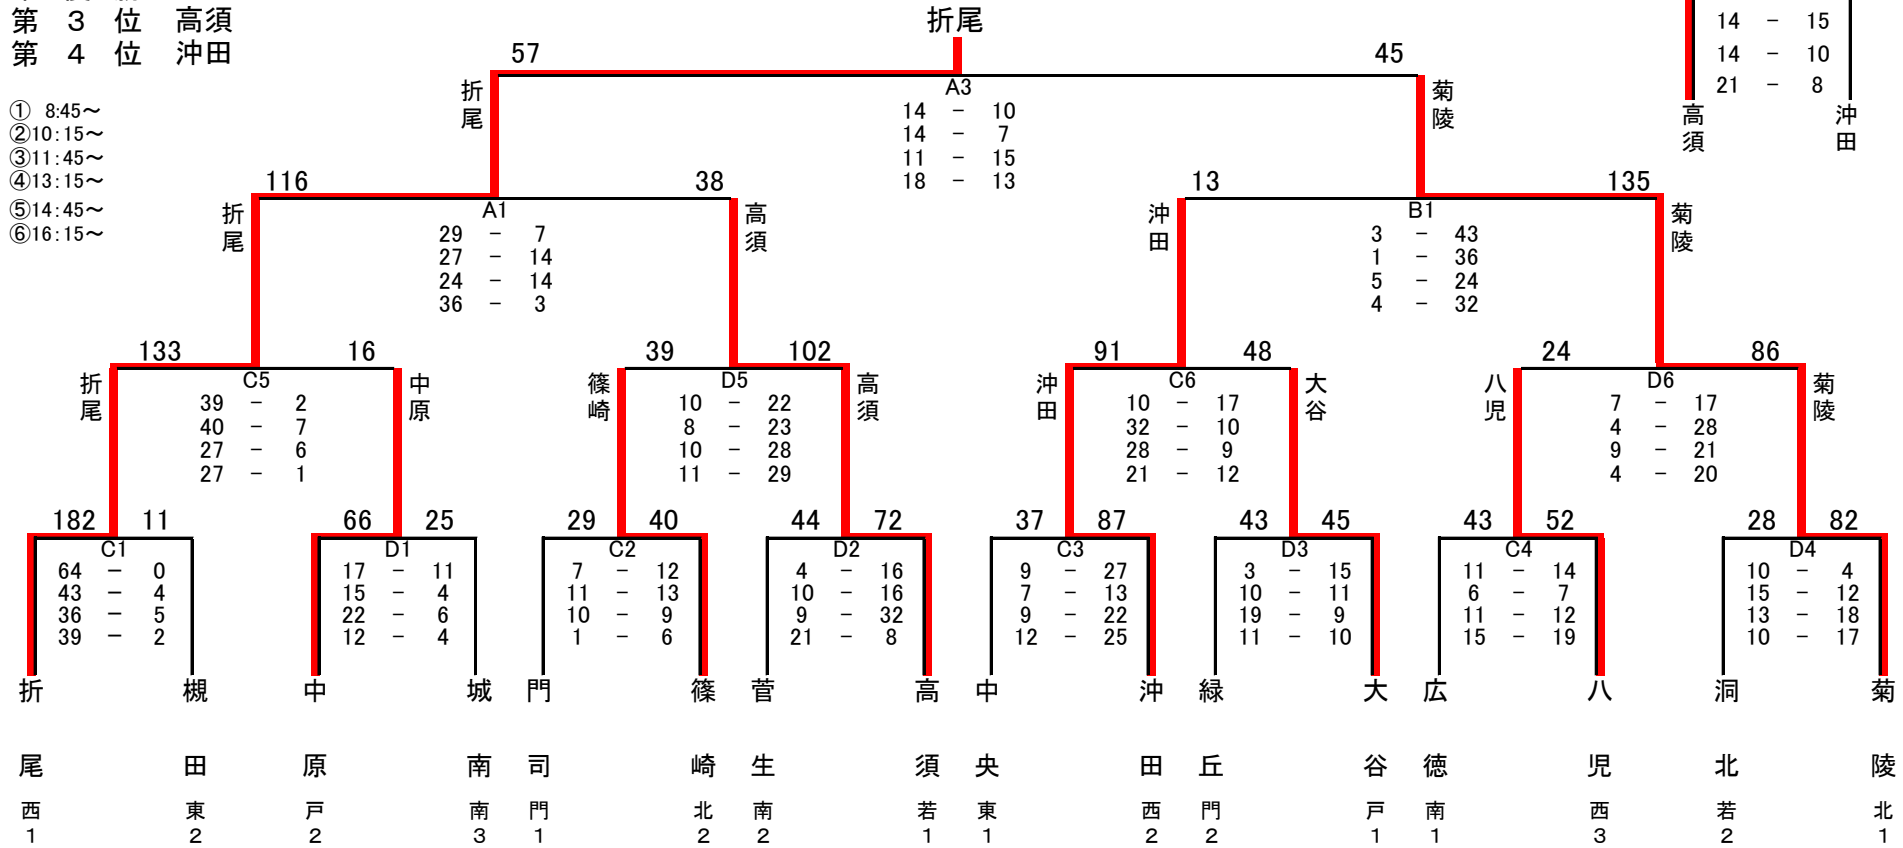 第 3 位 高須
第 4 位 沖田
折尾
14 － 15
14 － 10
21 － 8
高須
沖田
① 8:45～
②10:15～
③11:45～
④13:15～
⑤14:45～
⑥16:15～
57 45
折尾
菊陵
A3
14 － 10
14 － 7
11 － 15
18 － 13
116 38
折尾
高須
A1
29 － 7
27 － 14
24 － 14
36 － 3
13 135
沖田
菊陵
B1
3 － 43
1 － 36
5 － 24
4 － 32
133 16
折尾
中原
C5
39 － 2
40 － 7
27 － 6
27 － 1
39 102
篠崎
高須
D5
10 － 22
8 － 23
10 － 28
11 － 29
91 48
沖田
大谷
C6
10 － 17
32 － 10
28 － 9
21 － 12
24 86
八児
菊陵
D6
7 － 17
4 － 28
9 － 21
4 － 20
182 11
C1
64 － 0
43 － 4
36 － 5
39 － 2
66 25
D1
17 － 11
15 － 4
22 － 6
12 － 4
29 40
C2
7 － 12
11 － 13
10 － 9
1 － 6
44 72
D2
4 － 16
10 － 16
9 － 32
21 － 8
37 87
C3
9 － 27
7 － 13
9 － 22
12 － 25
43 45
D3
3 － 15
10 － 11
19 － 9
11 － 10
43 52
C4
11 － 14
6 － 7
11 － 12
15 － 19
28 82
D4
10 － 4
15 － 12
13 － 18
10 － 17
折尾 西1
槻田 東2
中原 戸2
城南 南3
門司 門1
篠崎 北2
菅生 南2
高須 若1
中央 東1
沖田 西2
緑丘 門2
大谷 戸1
広徳 南1
八児 西3
洞北 若2
菊陵 北1